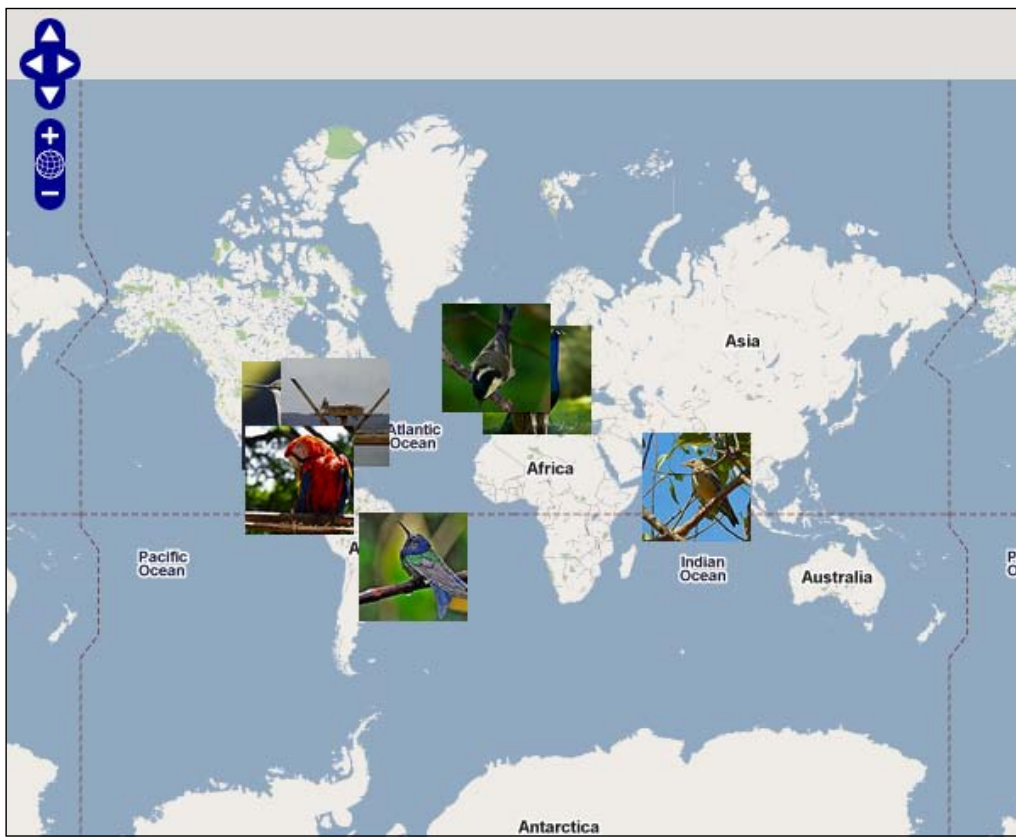 Asia
Atlantic
Ocean
Africa
A
Pacific
Ocean
Indian
Ocean
Australia
P
O
Antarctica